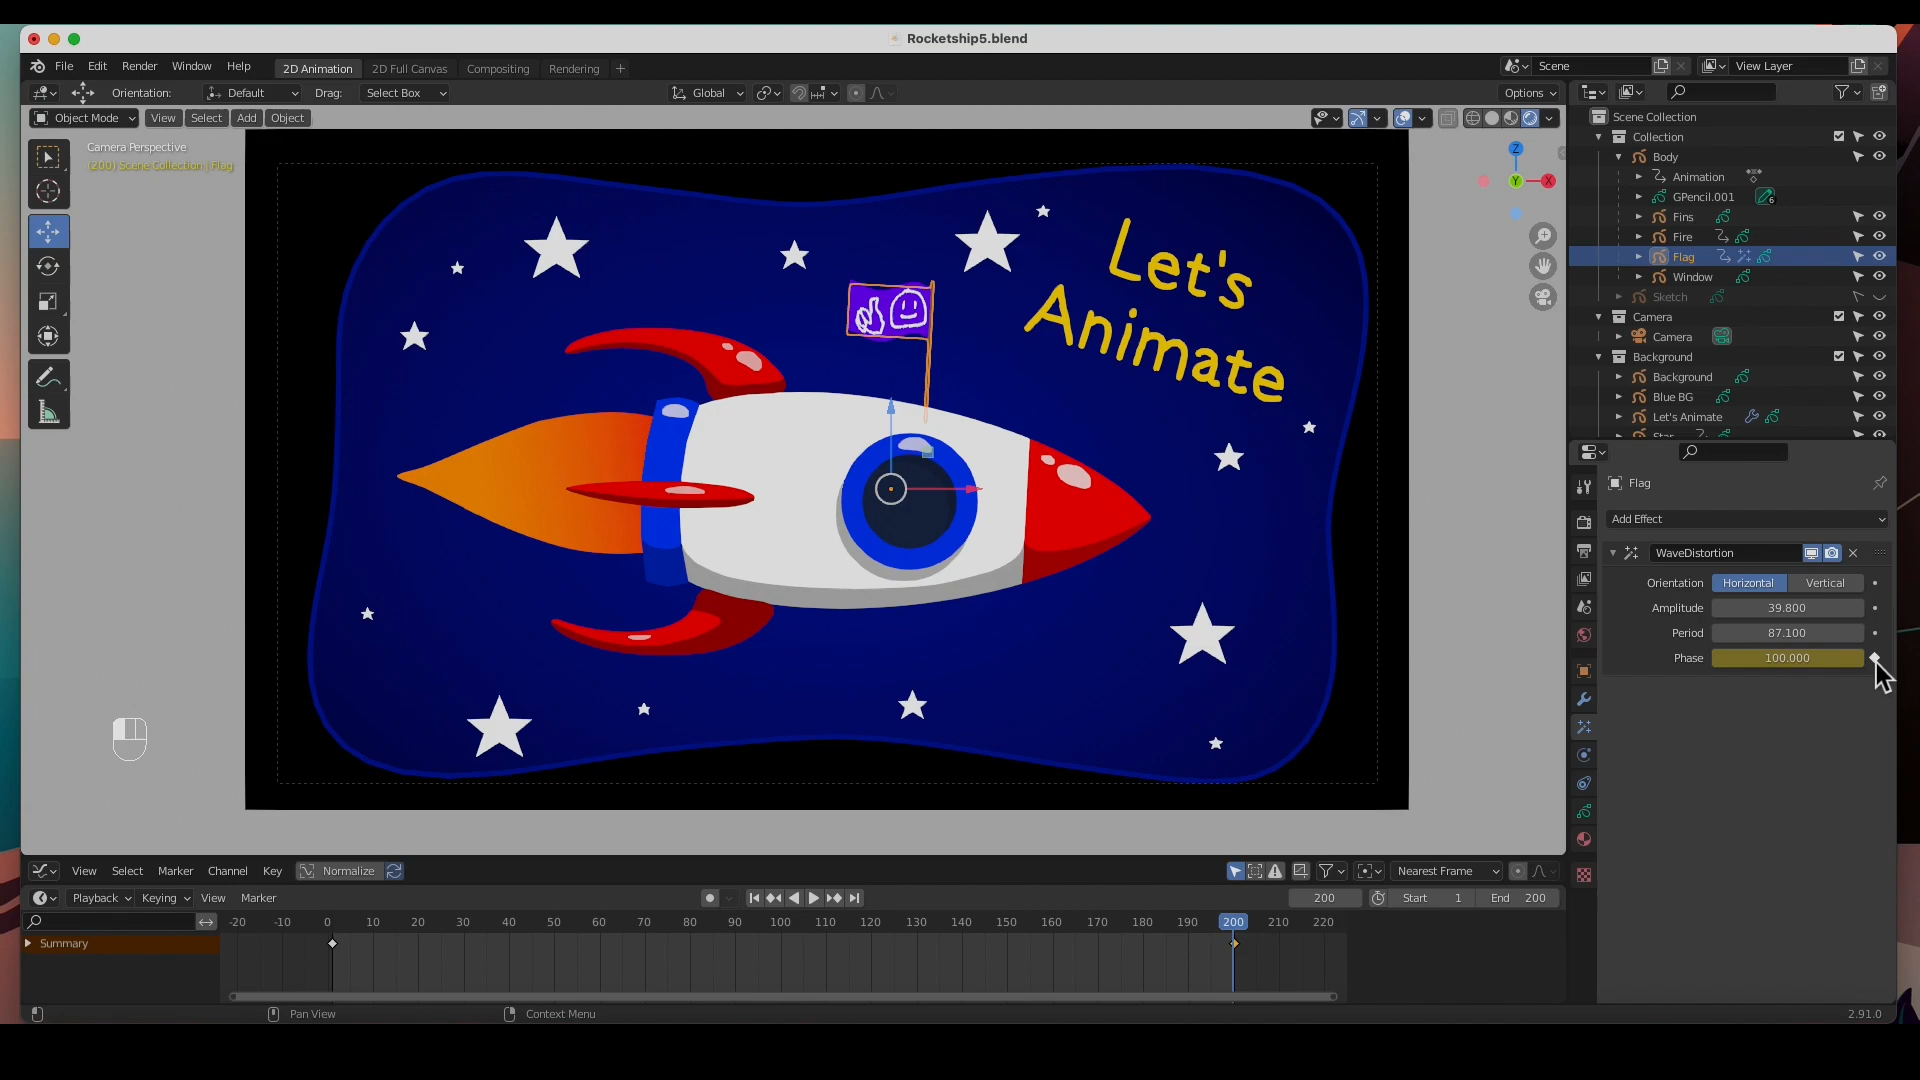 Rocketship5.blend
File Edit Render Window Help 2D Animation 2D Full Canvas Compositing Rendering + Scene View Layer
Orientation: Default Drag: Select Box Global Options
Object Mode View Select Add Object
Camera Perspective
(200) Scene Collection | Flag
Z
Y
X
Let's
Animate
Scene Collection
Collection
Body
Animation
GPencil.001 6
Fins
Fire
Flag
Window
Sketch
Camera
Camera
Background
Background
Blue BG
Let's Animate
Star
Flag
Add Effect
WaveDistortion
Orientation Horizontal Vertical
Amplitude 39.800
Period 87.100
Phase 100.000
View Select Marker Channel Key Normalize Nearest Frame
Playback Keying View Marker 200 Start 1 End 200
-20 -10 0 10 20 30 40 50 60 70 80 90 100 110 120 130 140 150 160 170 180 190 200 210 220
Summary
Pan View Context Menu 2.91.0